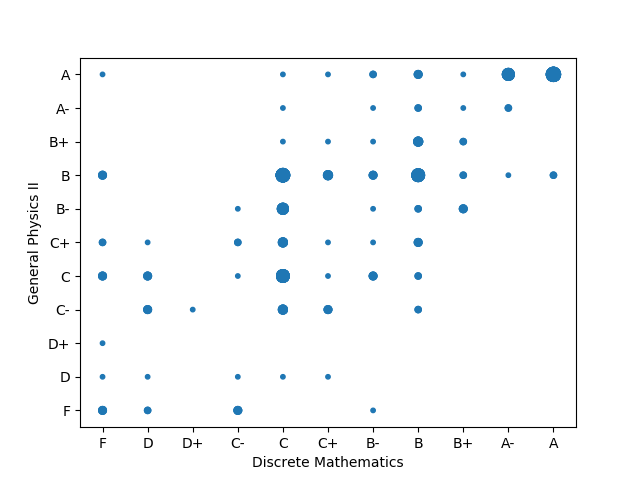 General Physics II
A
A-
B+
B
B-
C+
C
C-
D+
D
F
F D D+ C- C C+ B- B B+ A- A
Discrete Mathematics